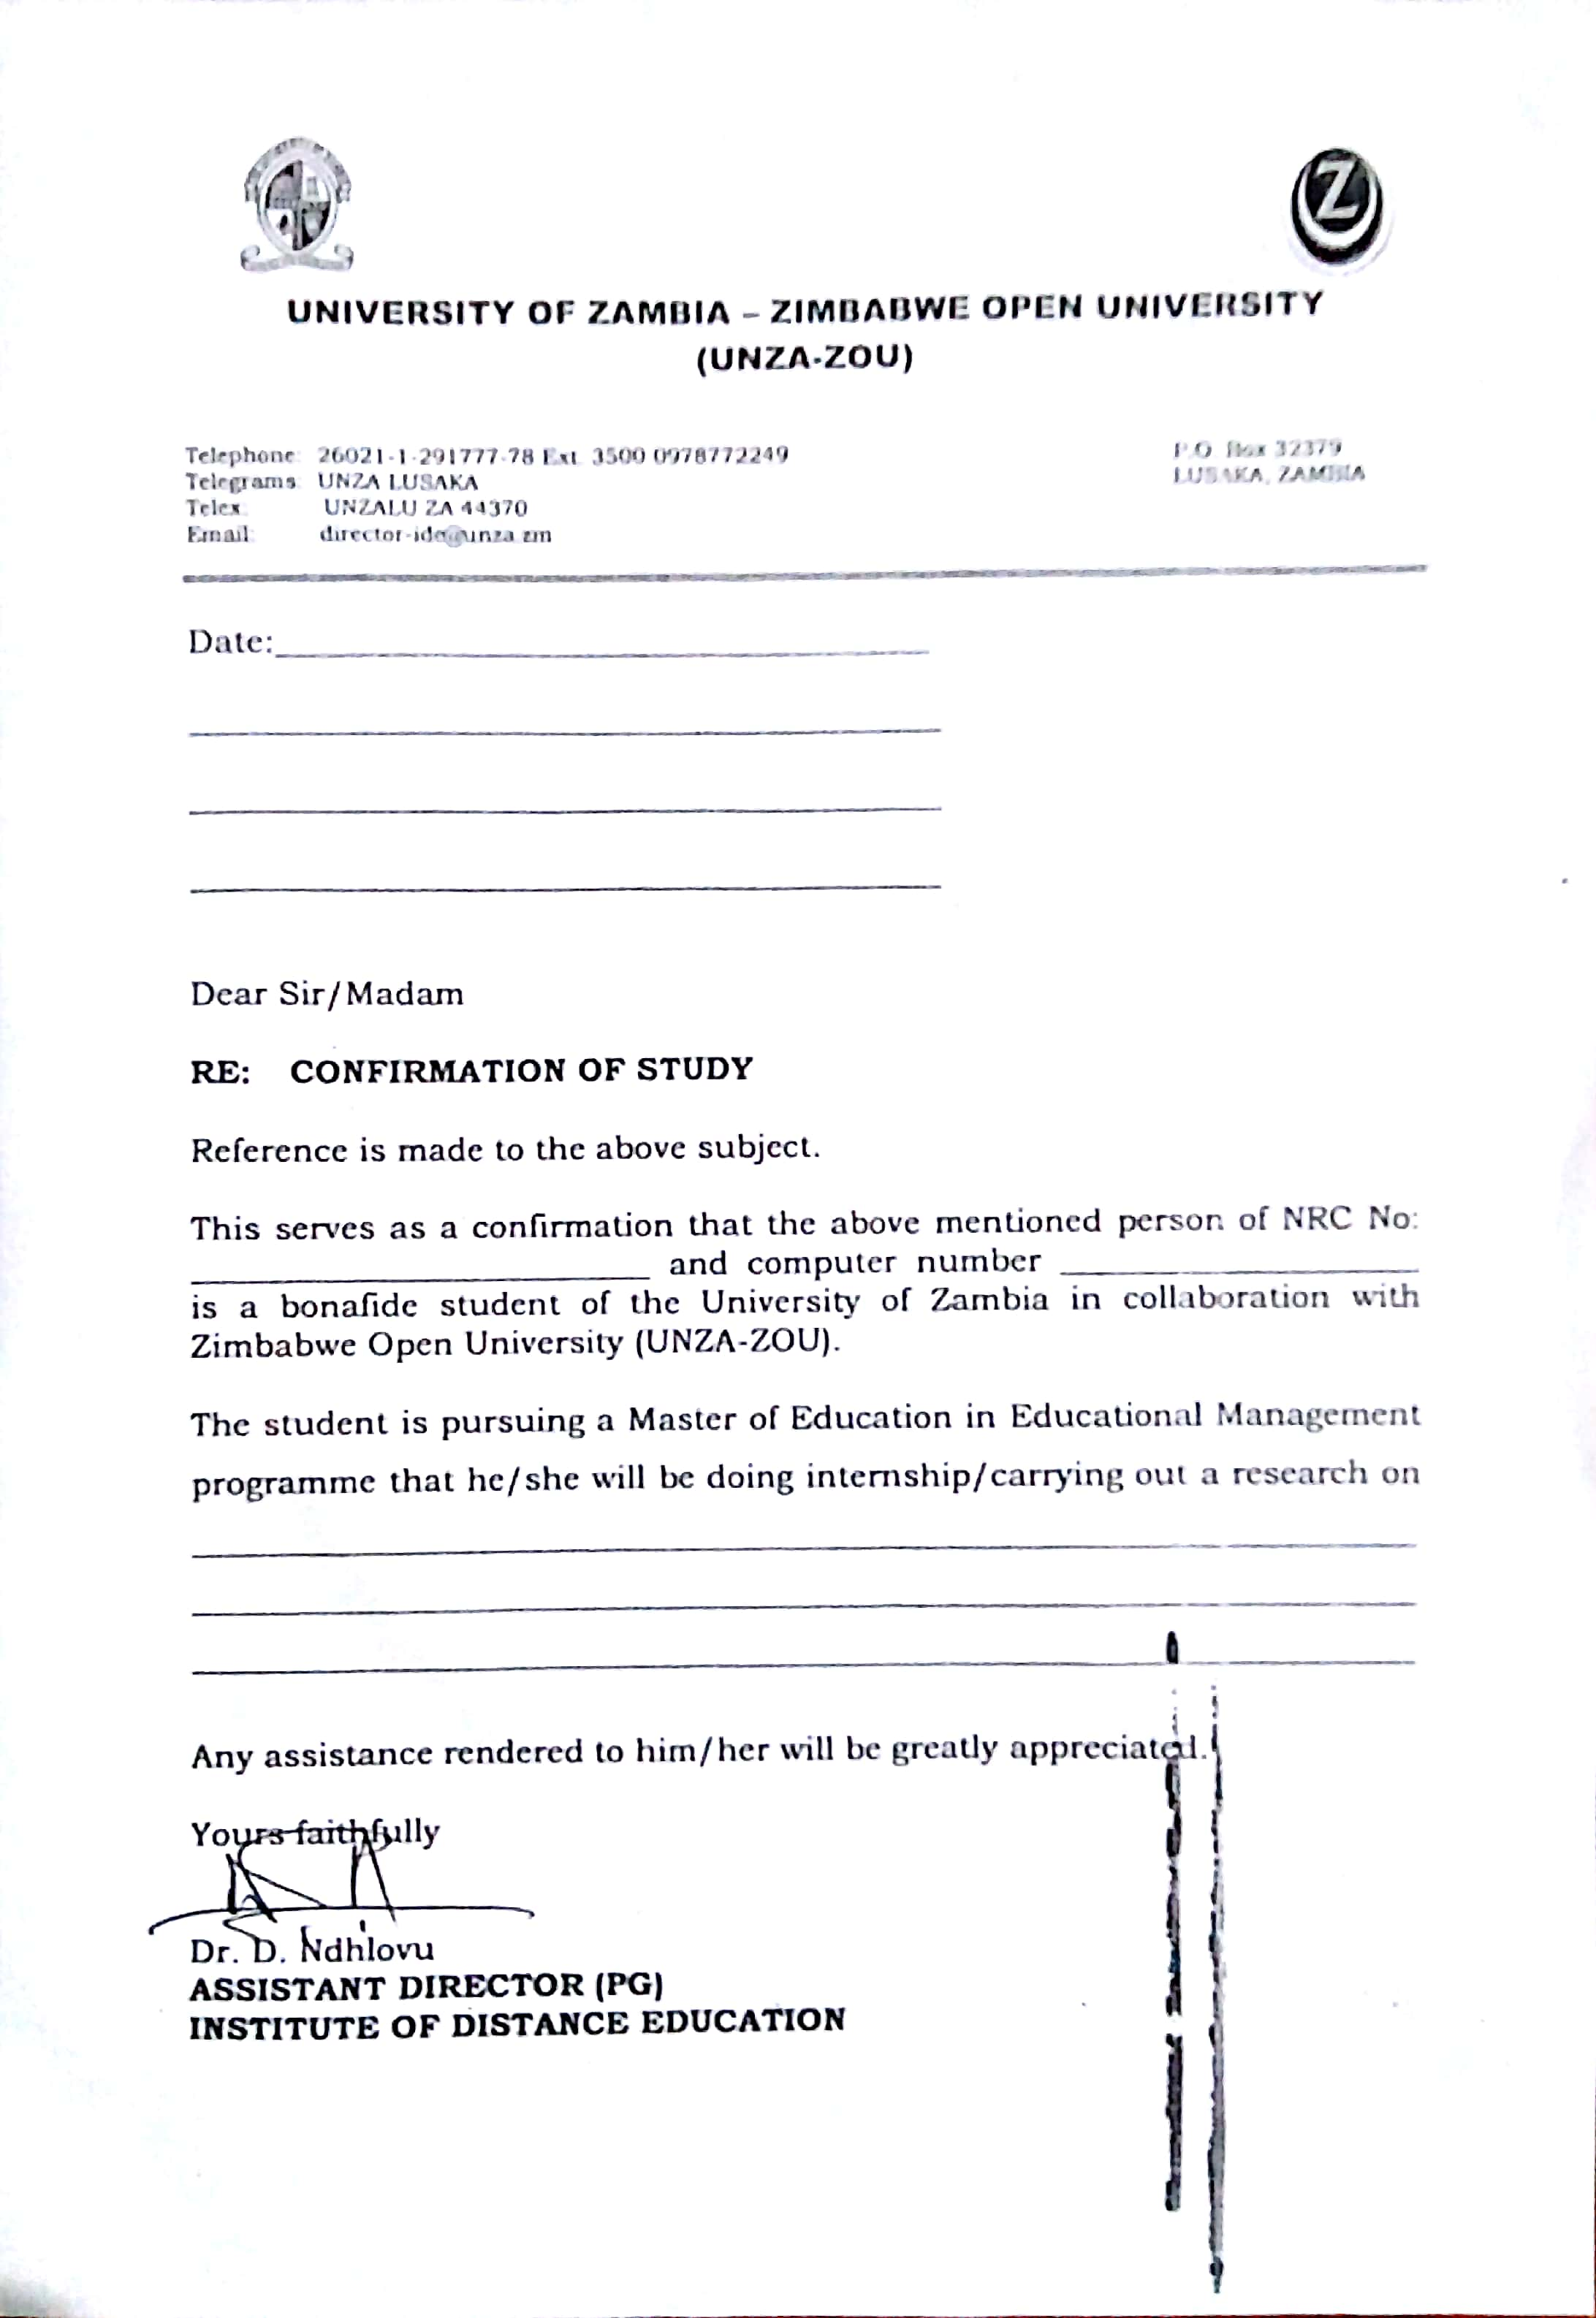 UNIVERSITY OF ZAMBIA – ZIMBABWE OPEN UNIVERSITY
(UNZA-ZOU)
Telephone: 26021-1-291777-78 Ext. 3500 0978772249
P.O. Box 32379
Telegrams: UNZA LUSAKA
LUSAKA, ZAMBIA
Telex: UNZALU ZA 44370
Email: director-ide@unza.zm
Date:
Dear Sir/Madam
RE: CONFIRMATION OF STUDY
Reference is made to the above subject.
This serves as a confirmation that the above mentioned person of NRC No:
and computer number
is a bonafide student of the University of Zambia in collaboration with
Zimbabwe Open University (UNZA-ZOU).
The student is pursuing a Master of Education in Educational Management
programme that he/she will be doing internship/carrying out a research on
Any assistance rendered to him/her will be greatly appreciated.
Yours faithfully
Dr. D. Ndhlovu
ASSISTANT DIRECTOR (PG)
INSTITUTE OF DISTANCE EDUCATION